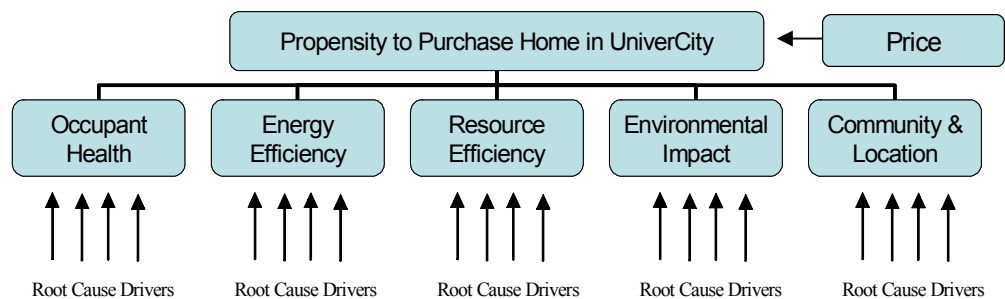 Propensity to Purchase Home in UniverCity
Price
Occupant
Health
Energy
Efficiency
Resource
Efficiency
Environmental
Impact
Community &
Location
Root Cause Drivers
Root Cause Drivers
Root Cause Drivers
Root Cause Drivers
Root Cause Drivers